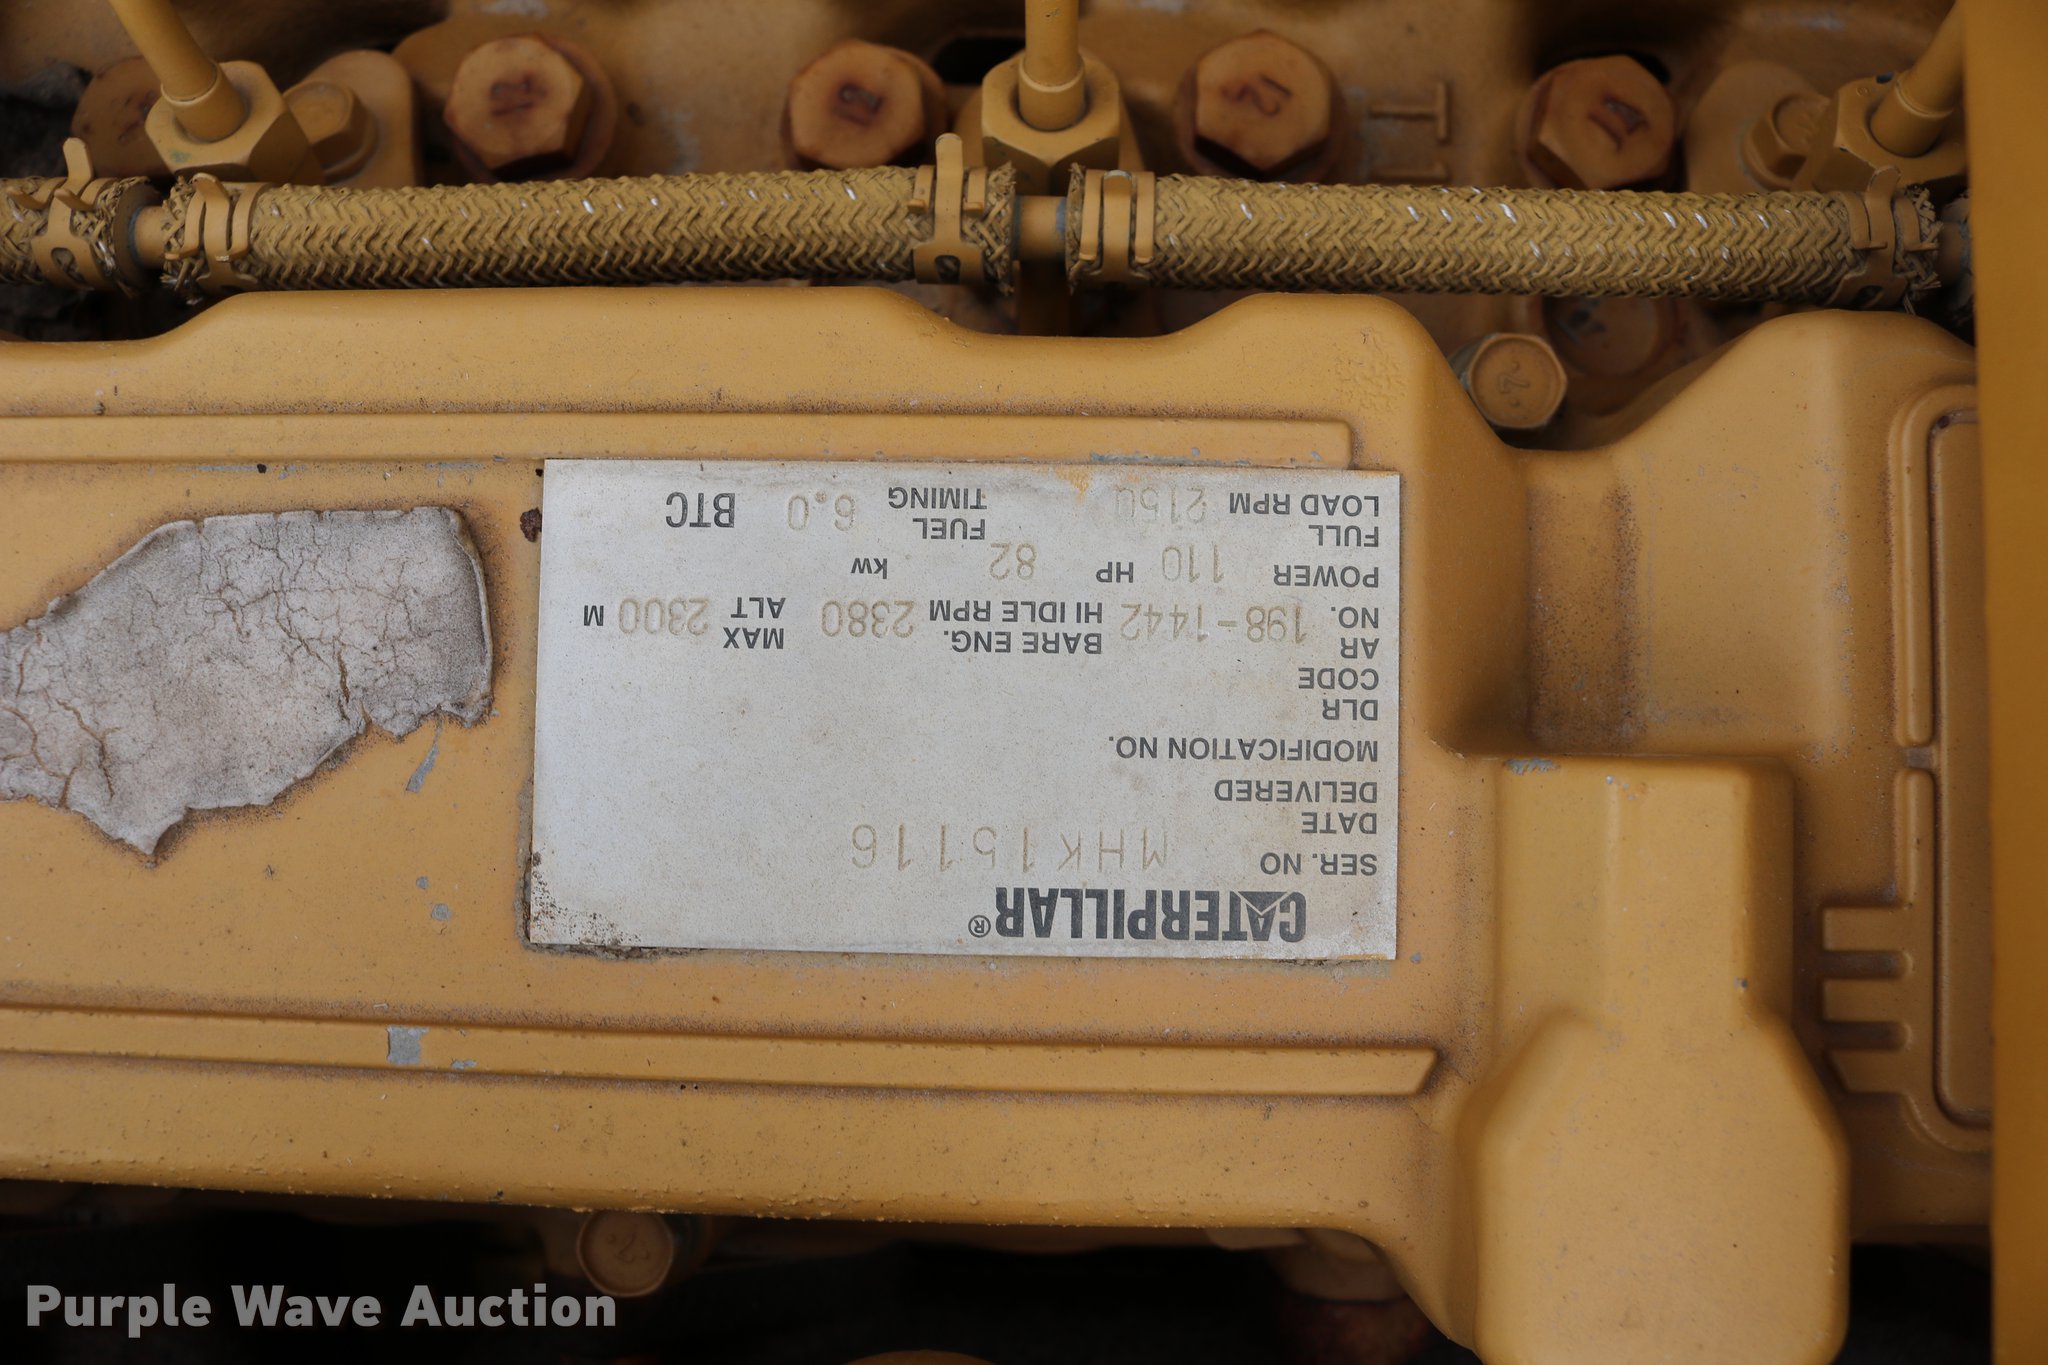 CATERPILLAR®
SER. NO MHK15116
DATE
DELIVERED
MODIFICATION NO.
DLR
CODE
AR
NO. 198-1442 BARE ENG.
HI IDLE RPM 2380 MAX
ALT 2300 M
POWER 110 HP 82 kw
FULL
LOAD RPM 2150 FUEL
TIMING 6.0 BTC
Purple Wave Auction